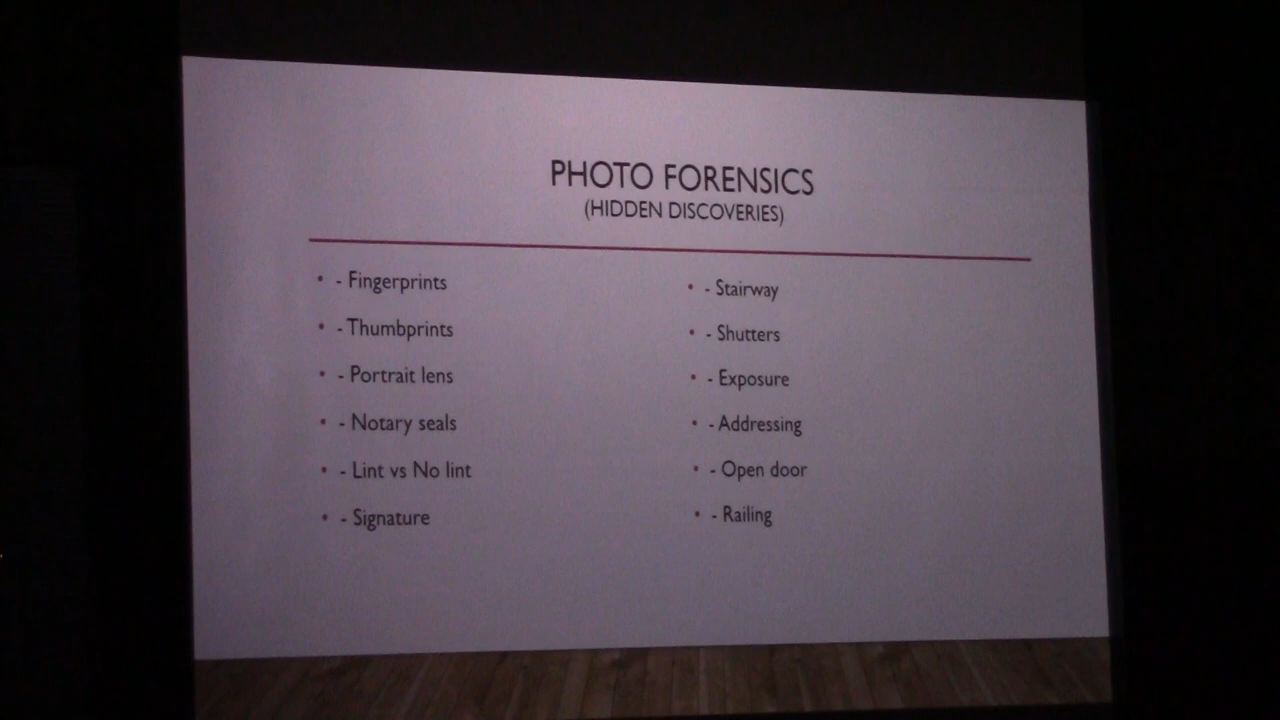 PHOTO FORENSICS
(HIDDEN DISCOVERIES)
• - Fingerprints
• - Thumbprints
• - Portrait lens
• - Notary seals
• - Lint vs No lint
• - Signature
• - Stairway
• - Shutters
• - Exposure
• - Addressing
• - Open door
• - Railing